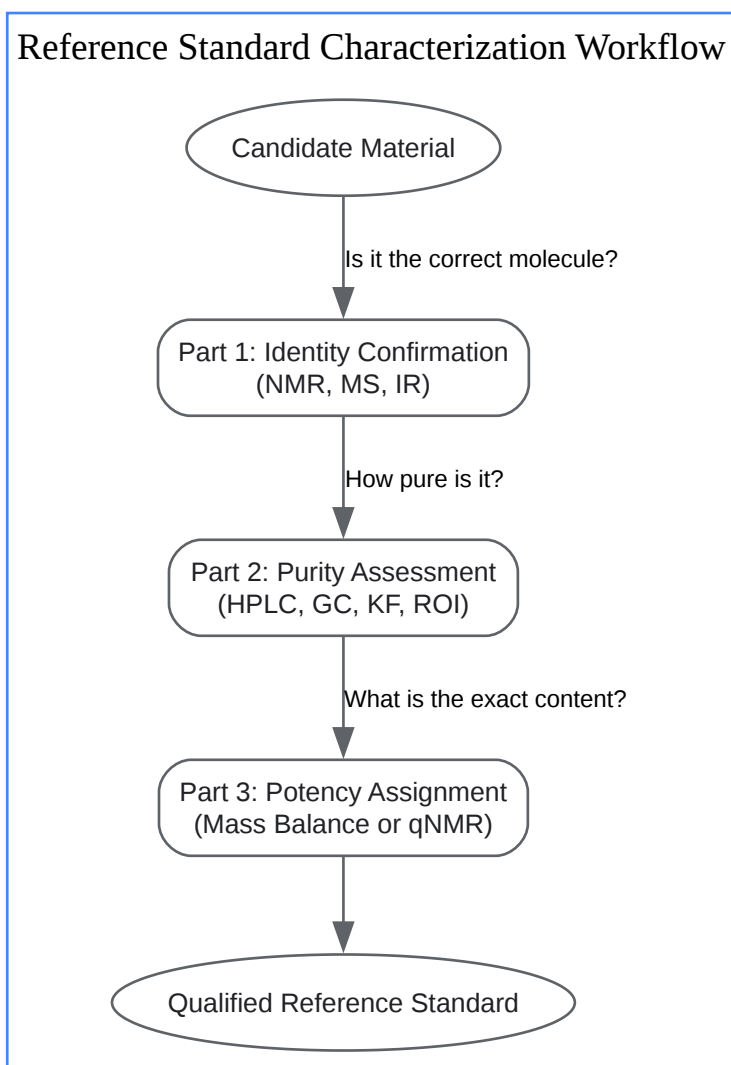 Reference Standard Characterization Workflow
Candidate Material
Is it the correct molecule?
Part 1: Identity Confirmation
(NMR, MS, IR)
How pure is it?
Part 2: Purity Assessment
(HPLC, GC, KF, ROI)
What is the exact content?
Part 3: Potency Assignment
(Mass Balance or qNMR)
Qualified Reference Standard